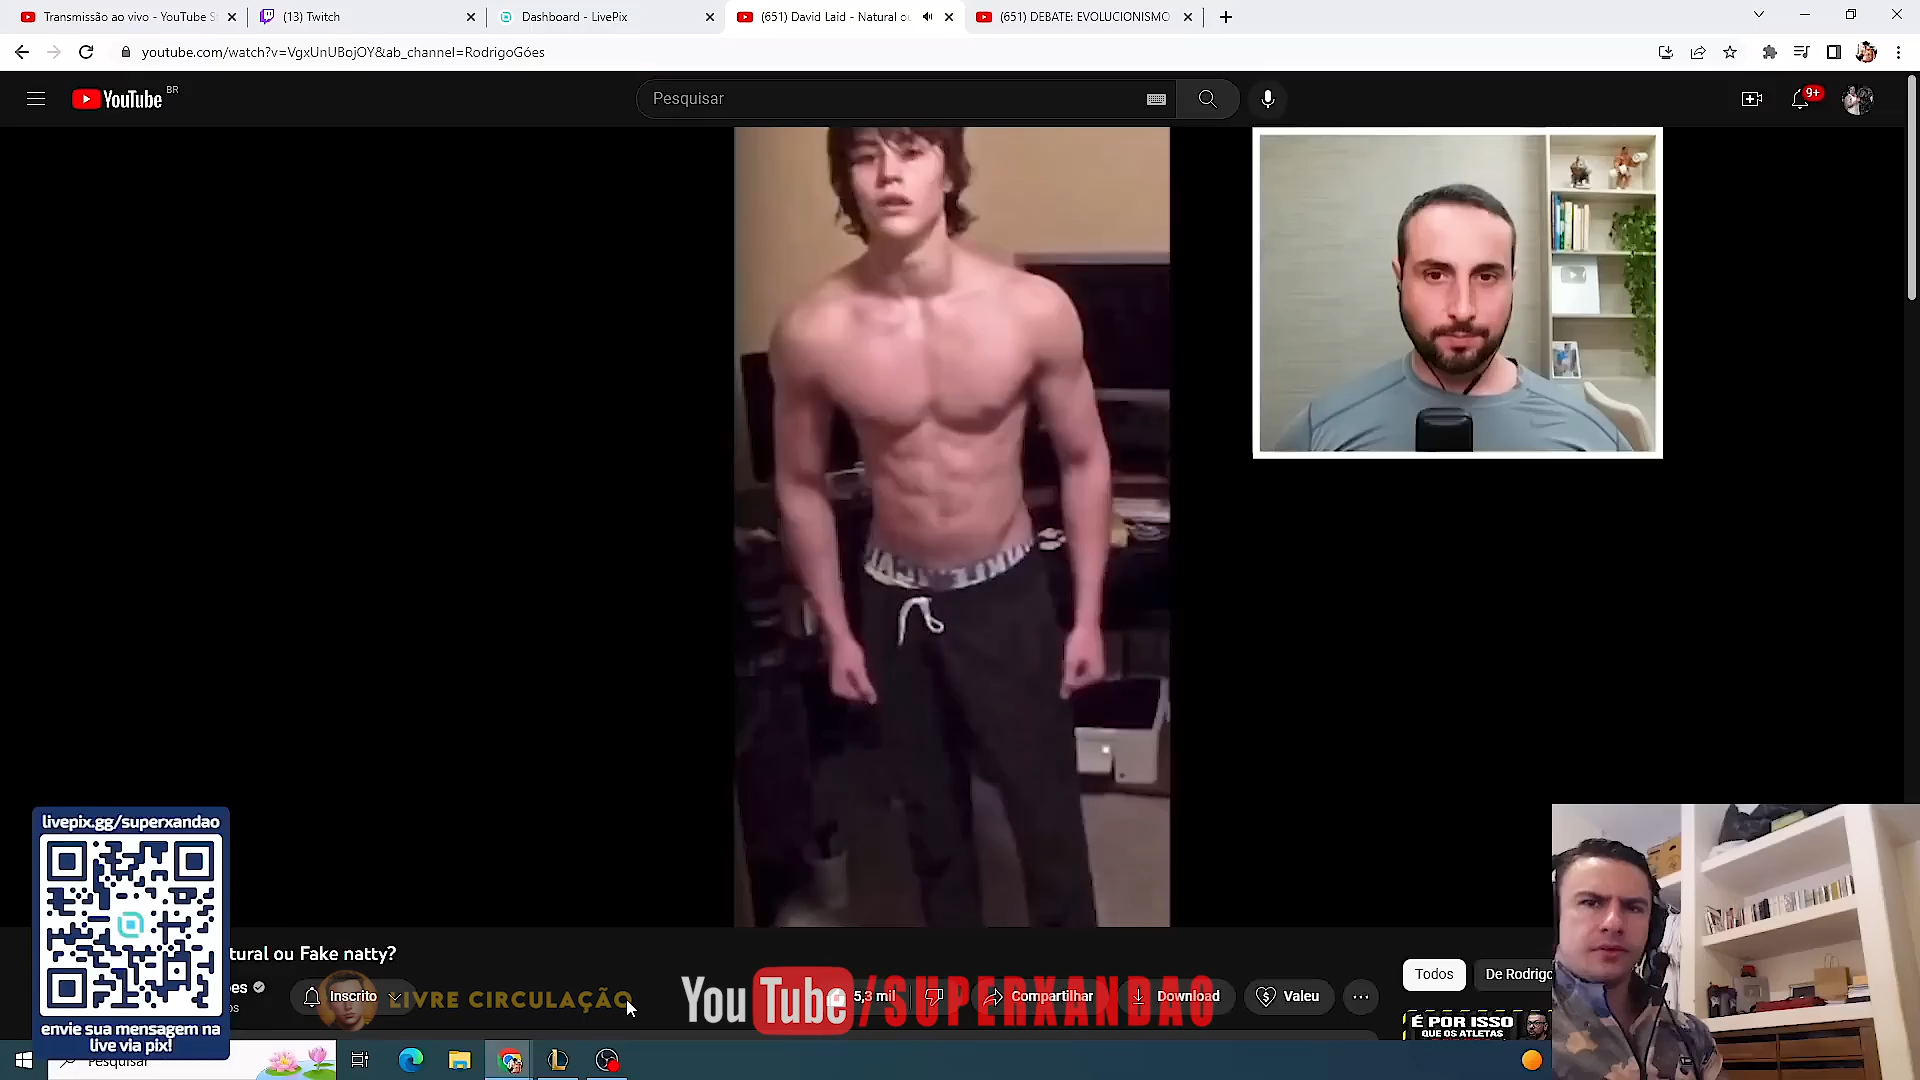 Transmissão ao vivo - YouTube S
(13) Twitch
Dashboard - LivePix
(651) David Laid - Natural ou
(651) DEBATE: EVOLUCIONISMO
youtube.com/watch?v=VgxUnUBojOY&ab_channel=RodrigoGóes
YouTube BR
Pesquisar
9+
livepix.gg/superxandao
envie sua mensagem na
live via pix!
tural ou Fake natty?
Inscrito
LIVRE CIRCULAÇÃO
YouTube/SUPERXANDAO
5,3 mil
Compartilhar
Download
Valeu
Todos
De Rodrigo
É POR ISSO
QUE OS ATLETAS
Pesquisar